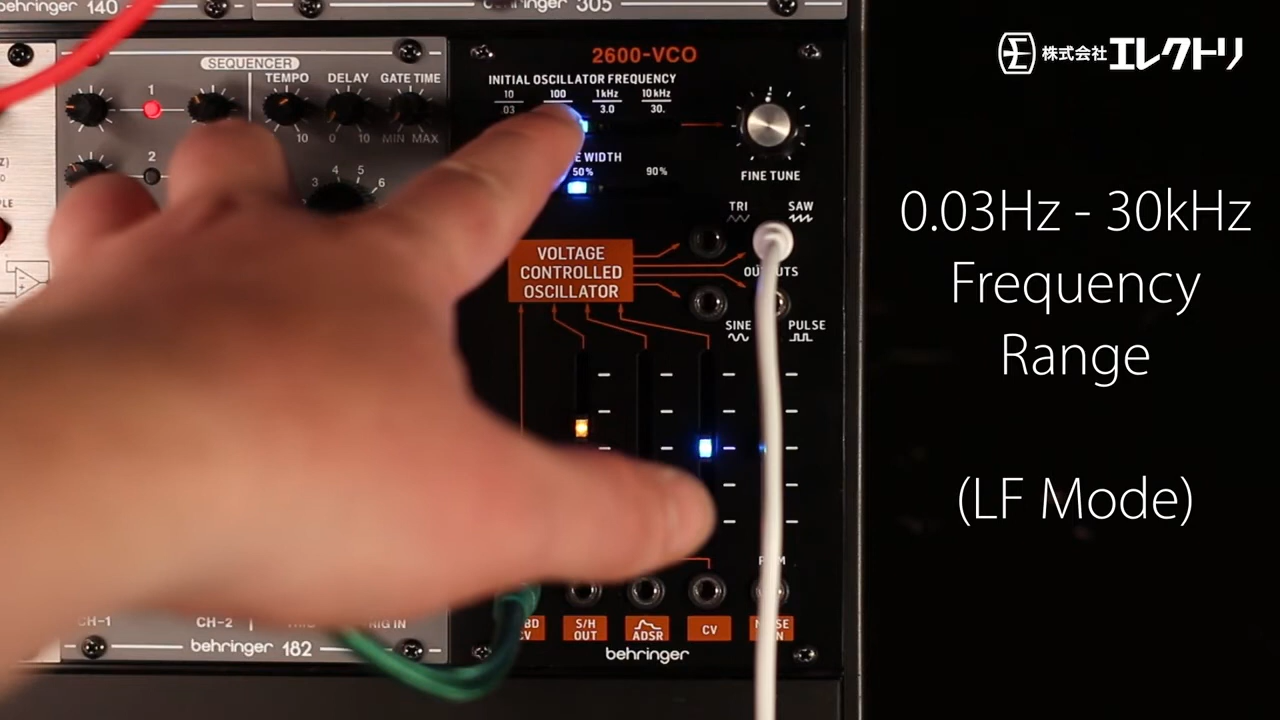 behringer 140
behringer 305
株式会社エレクトリ
SEQUENCER
TEMPO DELAY GATE TIME
1
10 0 10 MIN MAX
2
3 4 5 6
2600-VCO
INITIAL OSCILLATOR FREQUENCY
10 100 1kHz 10kHz
.03 3.0 30.
50% 90%
FINE TUNE
TRI SAW
VOLTAGE
CONTROLLED
OSCILLATOR
SINE PULSE
S/H
OUT
ADSR
CV
behringer
CH-1 CH-2
behringer 182
0.03Hz - 30kHz
Frequency
Range
(LF Mode)